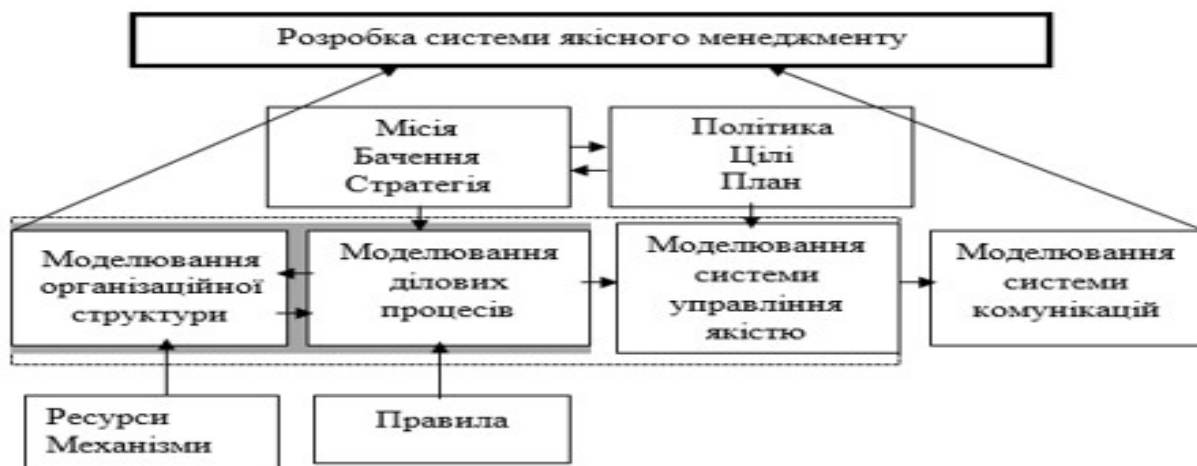 Розробка системи якісного менеджменту
Місія
Бачення
Стратегія
Політика
Цілі
План
Моделювання
організаційної
структури
Моделювання
ділових
процесів
Моделювання
системи
управління
якістю
Моделювання
системи
комунікацій
Ресурси
Механізми
Правила